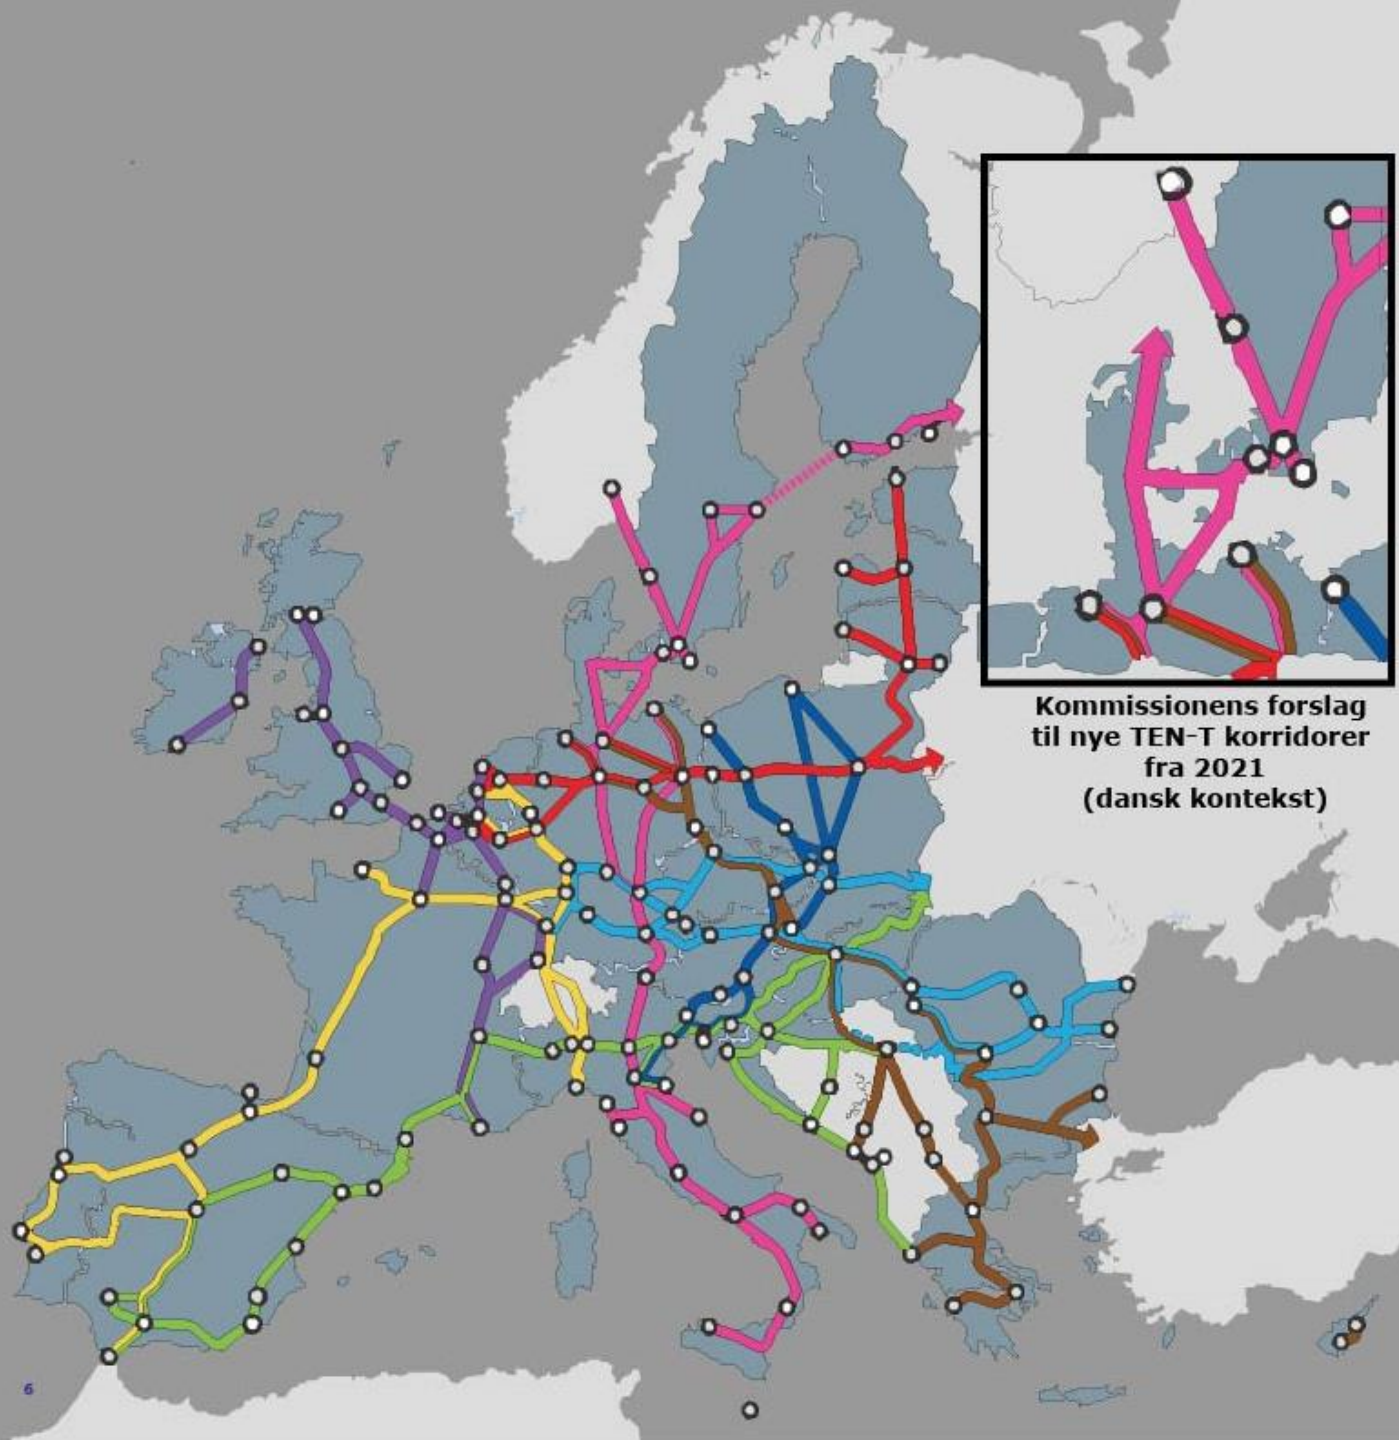 Kommissionens forslag
til nye TEN-T korridorer
fra 2021
(dansk kontekst)
6